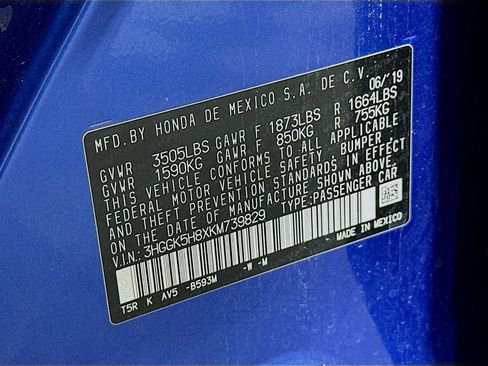 MFD. BY HONDA DE MEXICO S.A. DE C.V. 06/'19
GVWR 3505LBS GAWR F 1873LBS R 1664LBS
GVWR 1590KG GAWR F 850KG R 755KG
THIS VEHICLE CONFORMS TO ALL APPLICABLE
FEDERAL MOTOR VEHICLE SAFETY, BUMPER,
AND THEFT PREVENTION STANDARDS IN EFFECT
ON THE DATE OF MANUFACTURE SHOWN ABOVE.
V.I.N.: 3HGGK5H8XKM739829 TYPE: PASSENGER CAR
MADE IN MEXICO
T5R K AV5 -B593M -W -M